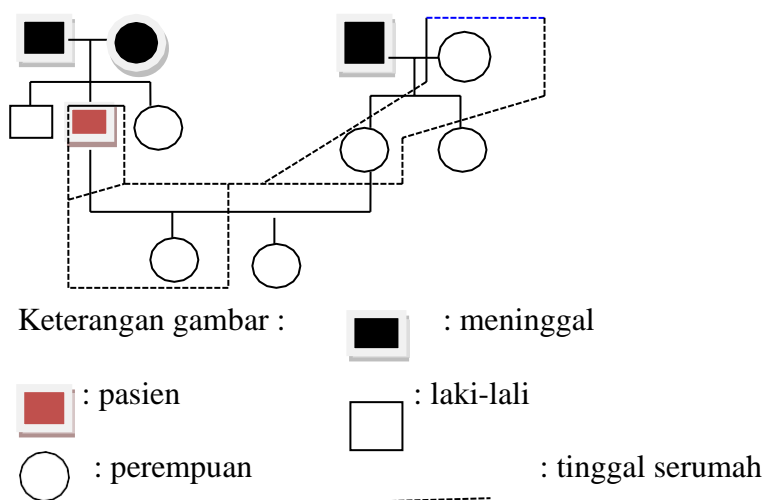 Keterangan gambar : : meninggal
: pasien : laki-lali
: perempuan : tinggal serumah